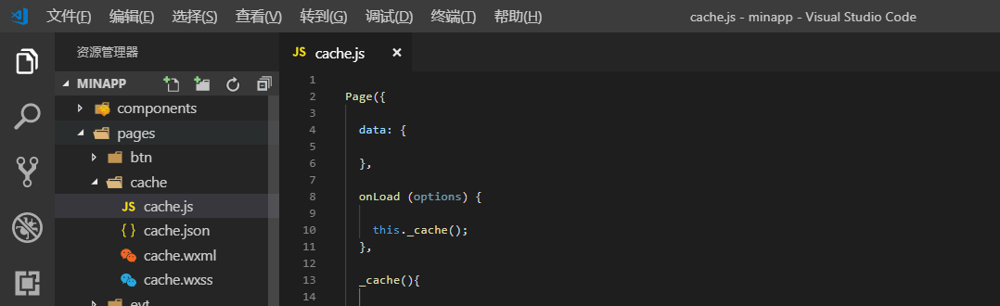 文件(F) 编辑(E) 选择(S) 查看(V) 转到(G) 调试(D) 终端(T) 帮助(H) cache.js - minapp - Visual Studio Code
资源管理器
MINAPP
components
pages
btn
cache
JS cache.js
{ } cache.json
cache.wxml
cache.wxss
evt
JS cache.js ×
1
2 Page({
3
4 data: {
5
6 },
7
8 onLoad (options) {
9
10 this._cache();
11 },
12
13 _cache(){
14